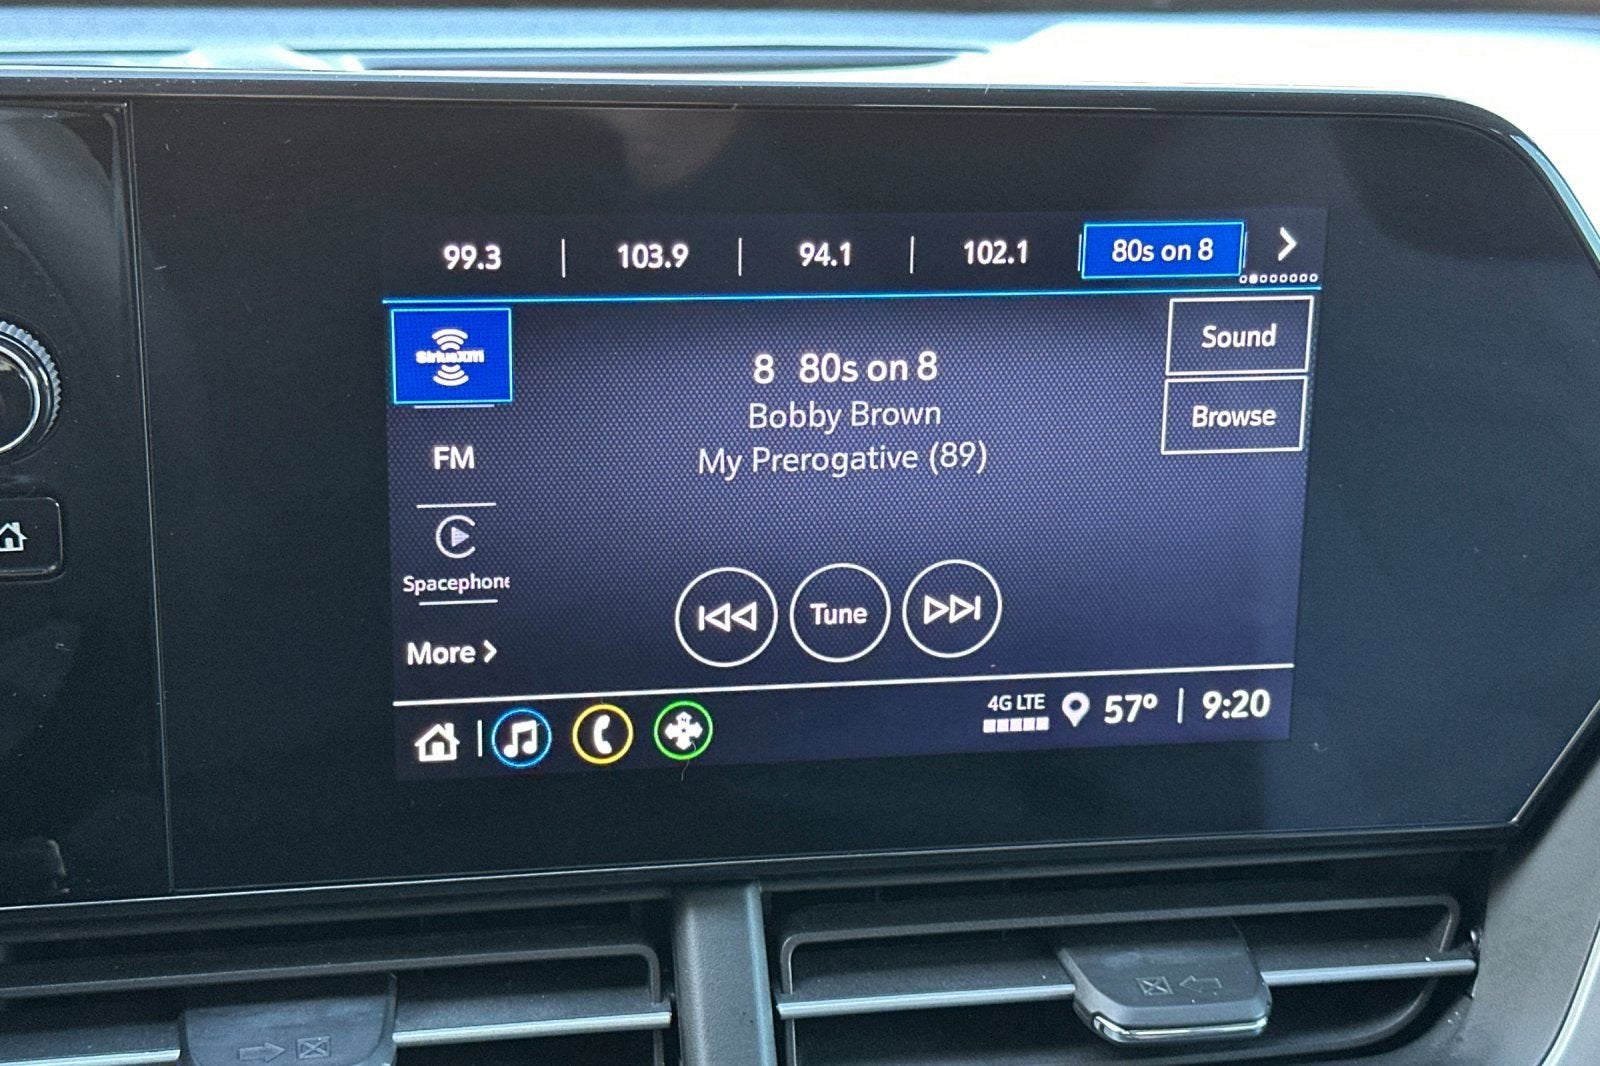 99.3 | 103.9 | 94.1 | 102.1 | 80s on 8
SiriusXM
FM
Spacephone
More
8 80s on 8
Bobby Brown
My Prerogative (89)
Sound
Browse
Tune
4G LTE
57° | 9:20